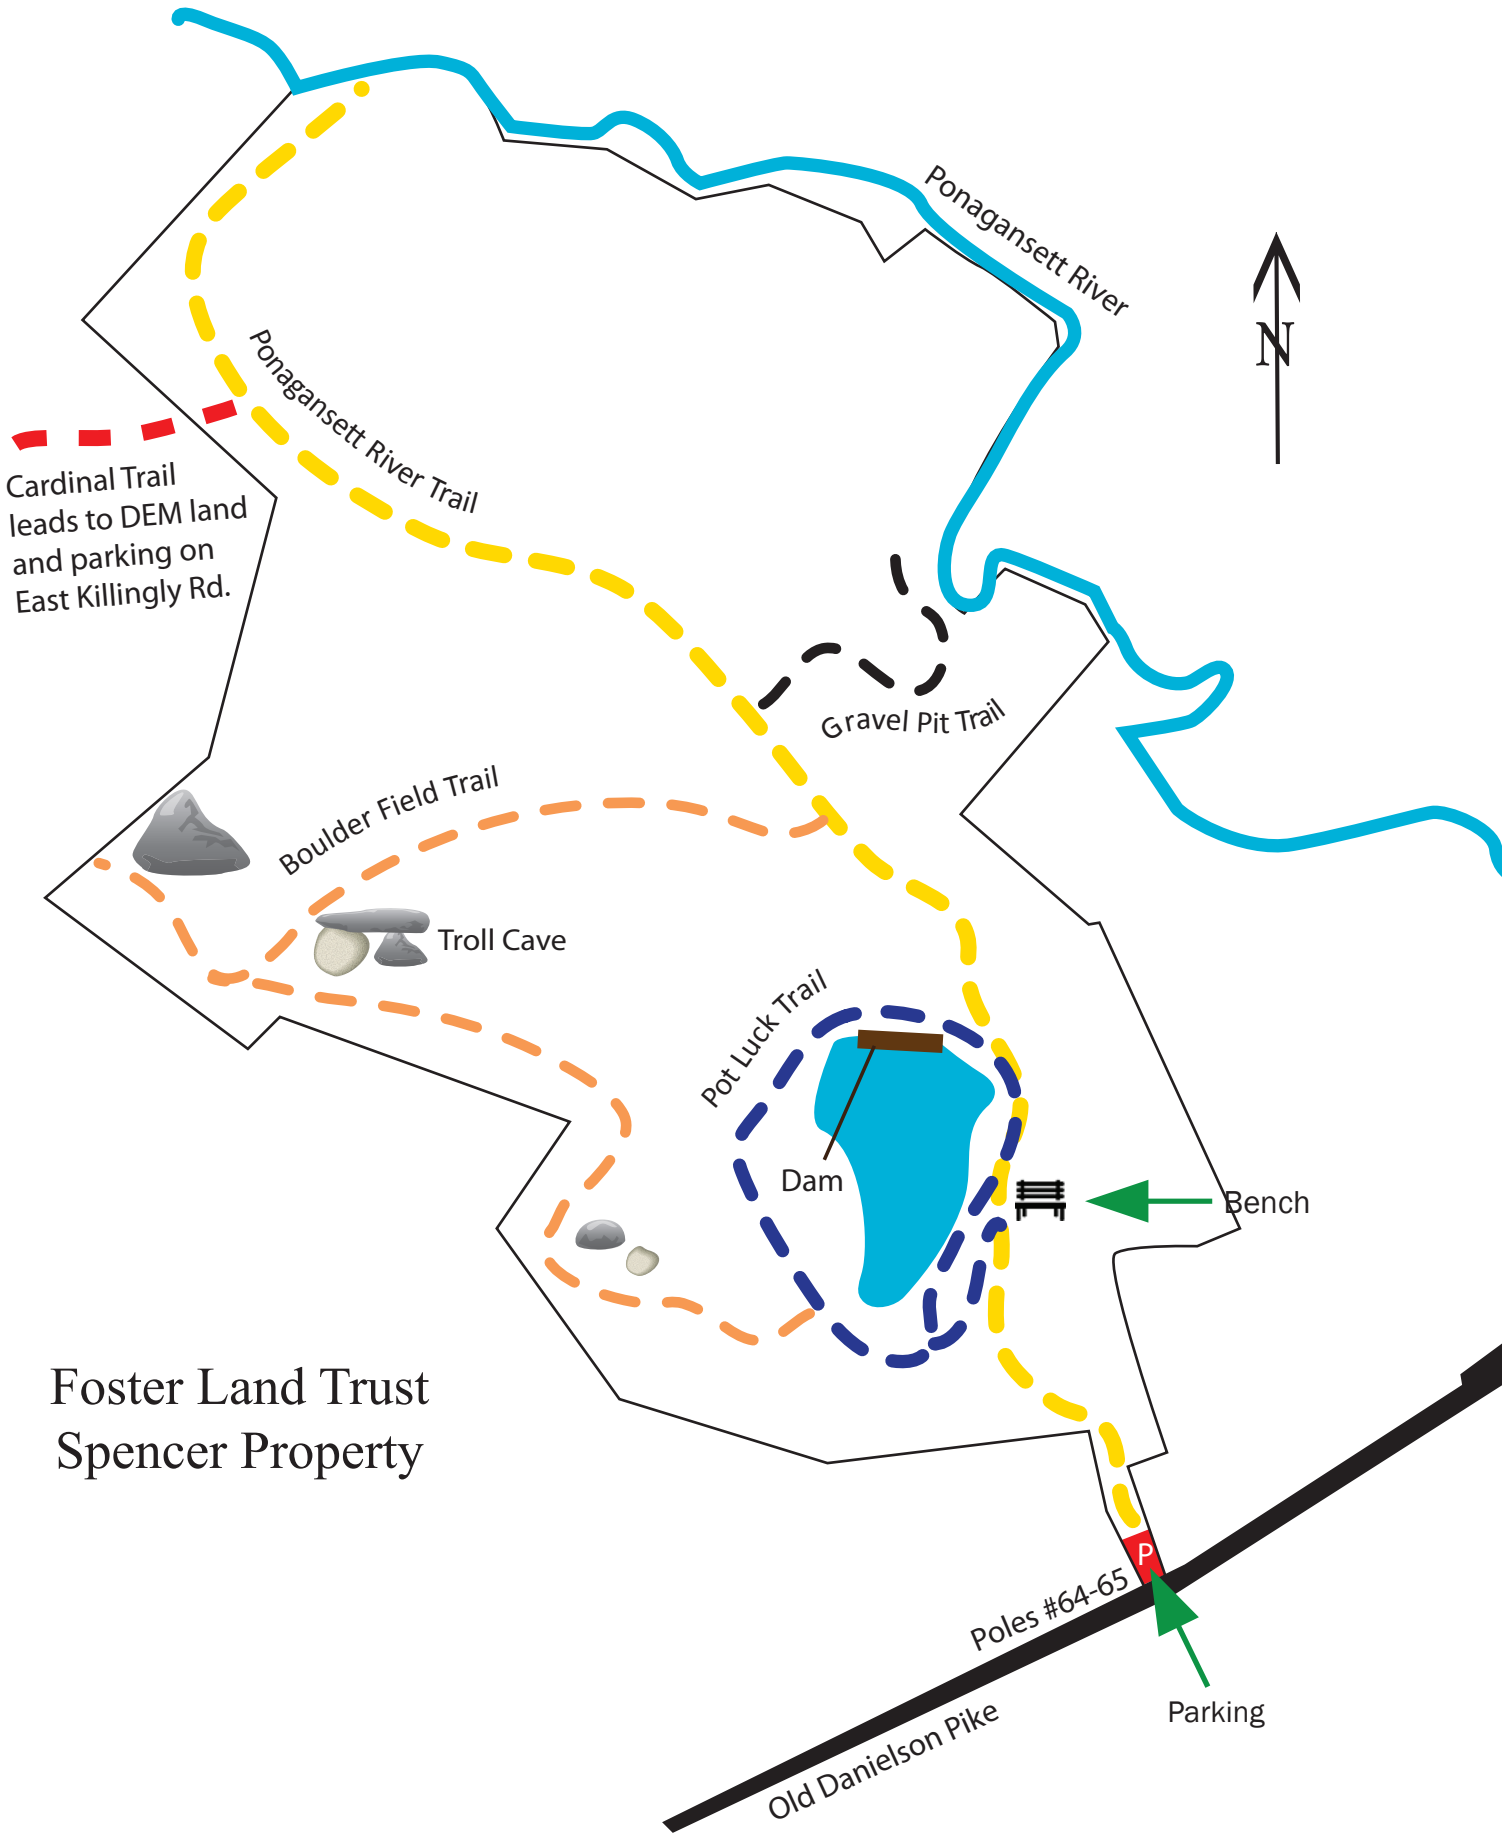 Ponagansett River
N
Ponagansett River Trail
Cardinal Trail
leads to DEM land
and parking on
East Killingly Rd.
Gravel Pit Trail
Boulder Field Trail
Troll Cave
Pot Luck Trail
Dam
Bench
Foster Land Trust
Spencer Property
P
Poles #64-65
Parking
Old Danielson Pike